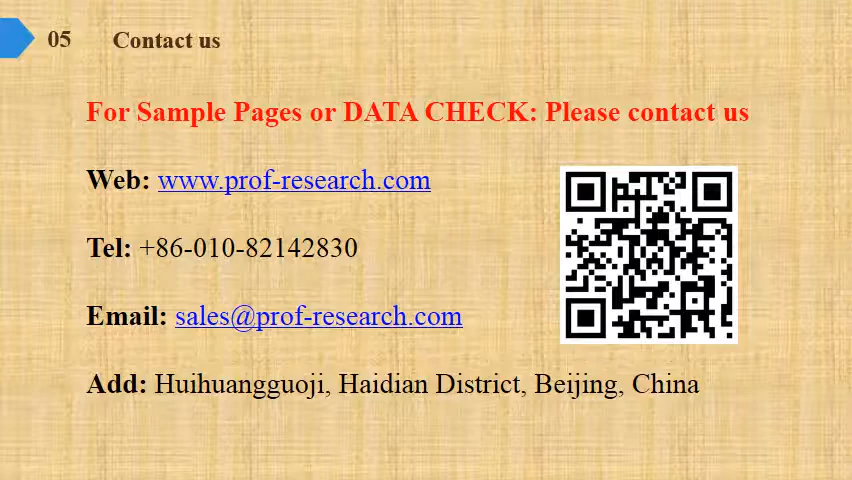 05 Contact us
For Sample Pages or DATA CHECK: Please contact us
Web: www.prof-research.com
Tel: +86-010-82142830
Email: sales@prof-research.com
Add: Huihuangguoji, Haidian District, Beijing, China